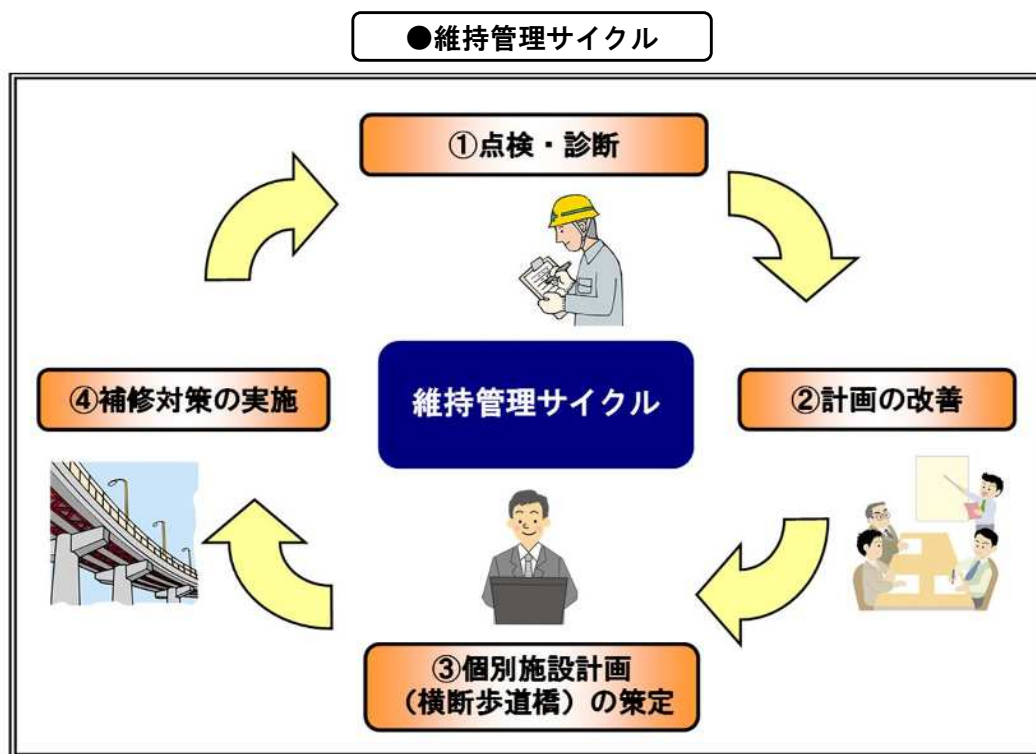 ●維持管理サイクル
①点検・診断
維持管理サイクル
④補修対策の実施
②計画の改善
③個別施設計画
（横断歩道橋）の策定